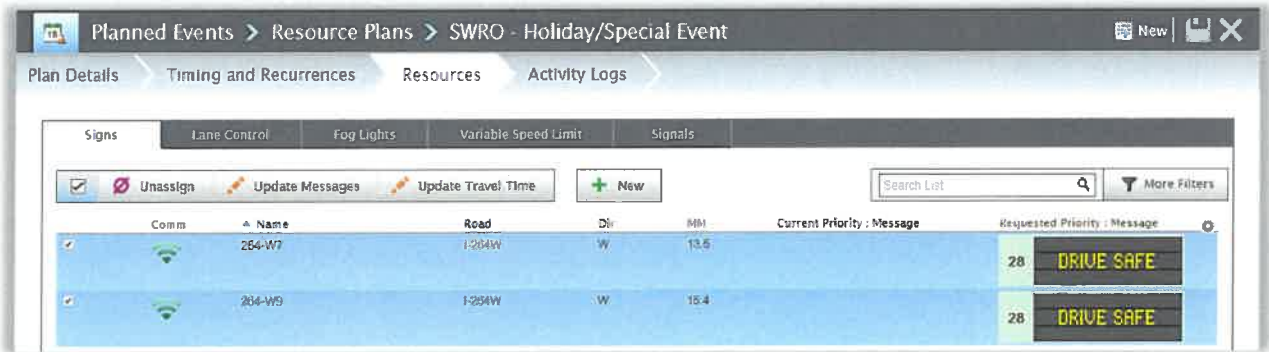 Planned Events > Resource Plans > SWRO - Holiday/Special Event New
Plan Details Timing and Recurrences Resources Activity Logs
Signs Lane Control Fog Lights Variable Speed Limit Signals
Unassign Update Messages Update Travel Time New Search List More Filters
Comm Name Road Dir MM Current Priority : Message Requested Priority : Message
264-W7 I-264W W 13.5 28 DRIVE SAFE
264-W9 I-264W W 15.4 28 DRIVE SAFE